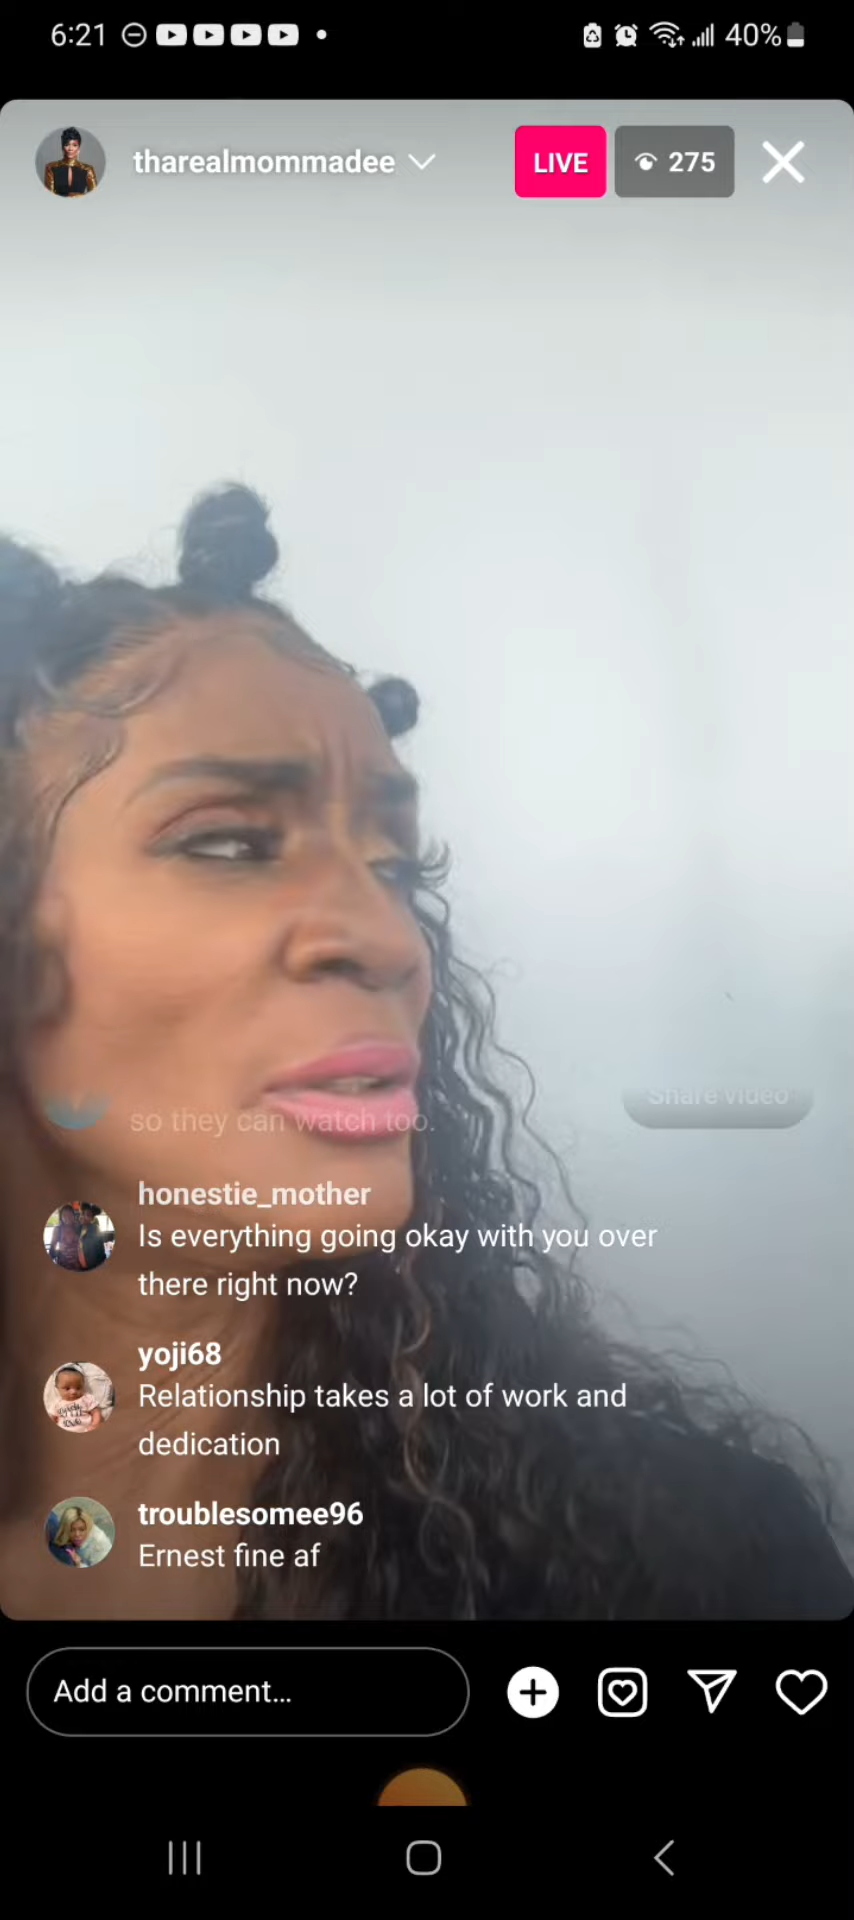 6:21
40%
tharealmommadee
LIVE
275
Share video
so they can watch too.
honestie_mother
Is everything going okay with you over
there right now?
yoji68
Relationship takes a lot of work and
dedication
troublesomee96
Ernest fine af
Add a comment...